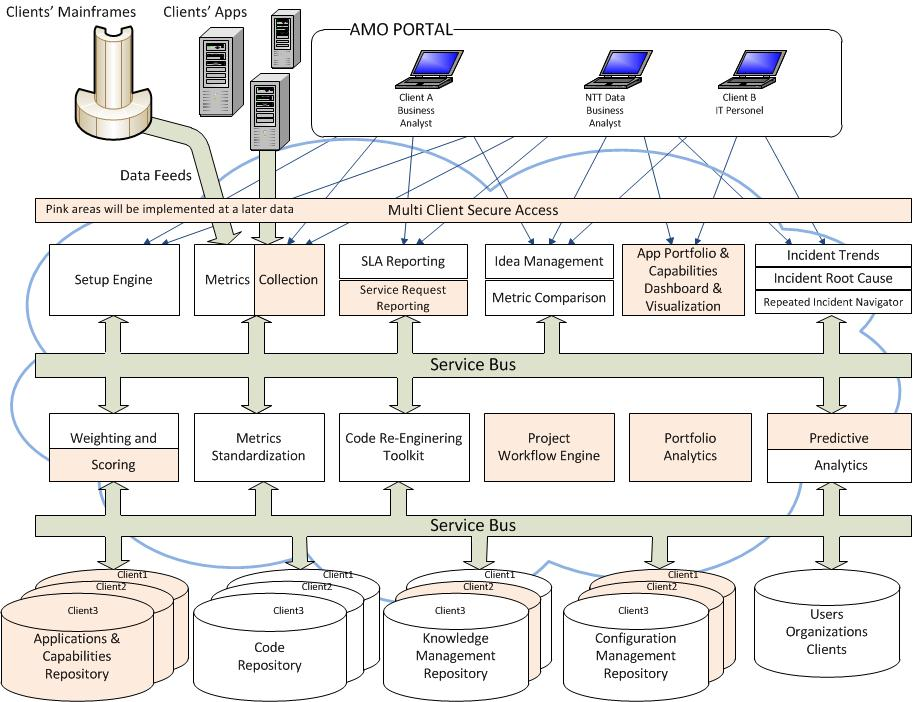 Clients' Mainframes
Clients' Apps
AMO PORTAL
Client A
Business
Analyst
NTT Data
Business
Analyst
Client B
IT Personel
Data Feeds
Pink areas will be implemented at a later data
Multi Client Secure Access
Setup Engine
Metrics Collection
SLA Reporting
Service Request
Reporting
Idea Management
Metric Comparison
App Portfolio &
Capabilities
Dashboard &
Visualization
Incident Trends
Incident Root Cause
Repeated Incident Navigator
Service Bus
Weighting and
Scoring
Metrics
Standardization
Code Re-Enginering
Toolkit
Project
Workflow Engine
Portfolio
Analytics
Predictive
Analytics
Service Bus
Client1
Client2
Client3
Applications &
Capabilities
Repository
Client1
Client2
Client3
Code
Repository
Client1
Client2
Client3
Knowledge
Management
Repository
Client1
Client2
Client3
Configuration
Management
Repository
Users
Organizations
Clients